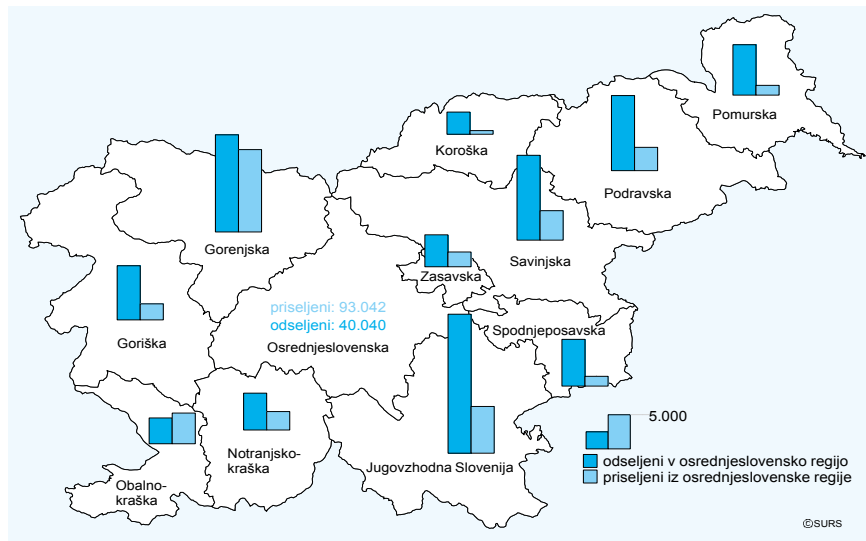 Pomurska
Koroška
Podravska
Gorenjska
Savinjska
Zasavska
priseljeni: 93.042
odseljeni: 40.040
Osrednjeslovenska
Goriška
Spodnjeposavska
Notranjsko-
kraška
Jugovzhodna Slovenija
Obalno-
kraška
5.000
odseljeni v osrednjeslovensko regijo
priseljeni iz osrednjeslovenske regije
©SURS